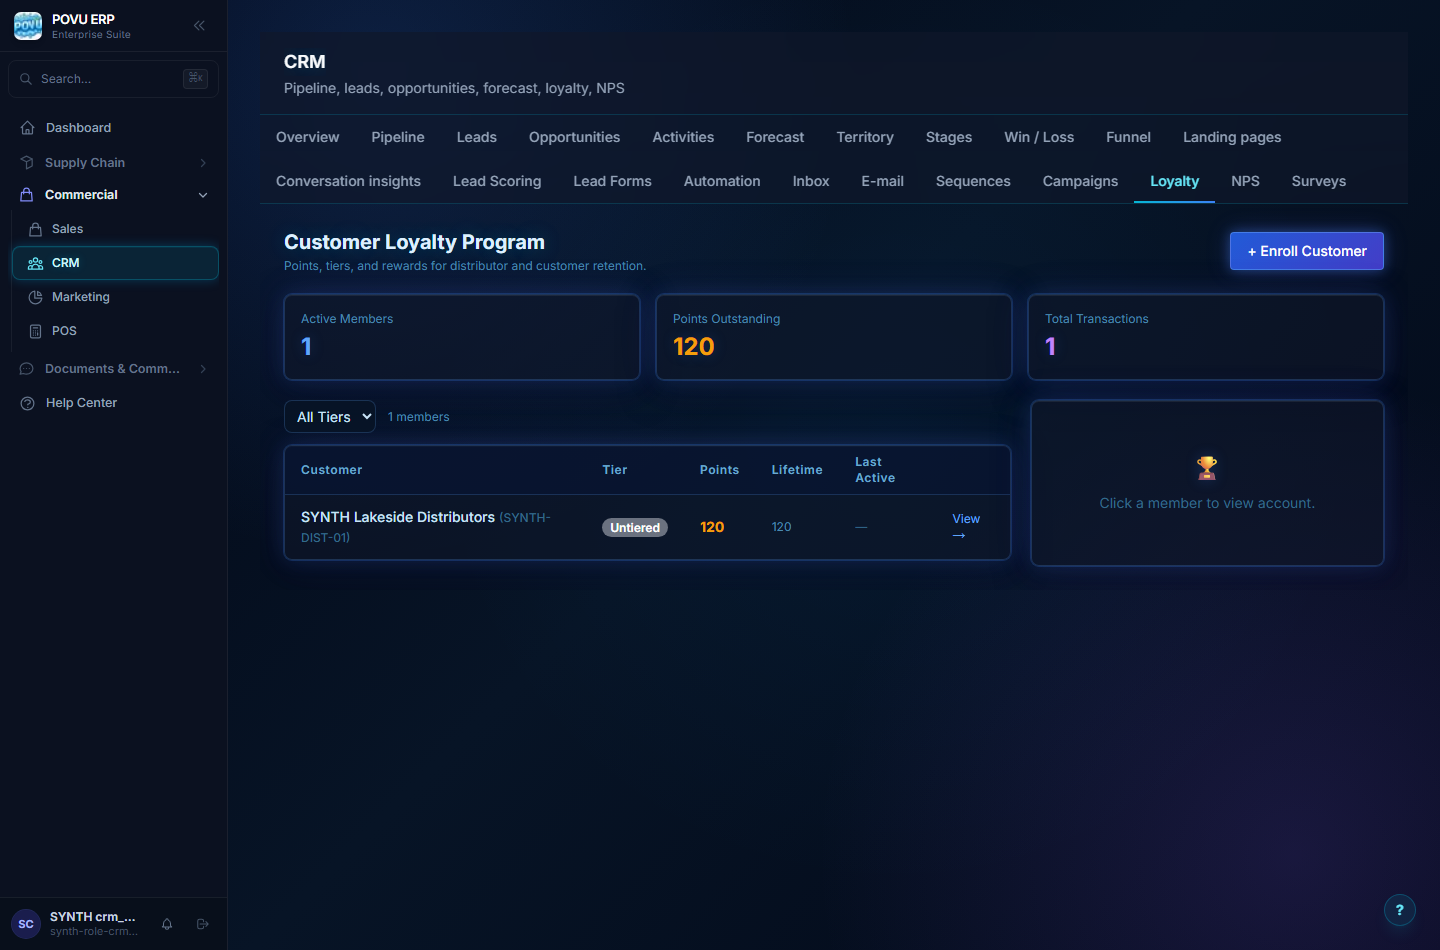 POVU ERP
Enterprise Suite
Search...
⌘K
Dashboard
Supply Chain
Commercial
Sales
CRM
Marketing
POS
Documents & Comm...
Help Center
SC
SYNTH crm_...
synth-role-crm...
CRM
Pipeline, leads, opportunities, forecast, loyalty, NPS
Overview Pipeline Leads Opportunities Activities Forecast Territory Stages Win / Loss Funnel Landing pages
Conversation insights Lead Scoring Lead Forms Automation Inbox E-mail Sequences Campaigns Loyalty NPS Surveys
Customer Loyalty Program
Points, tiers, and rewards for distributor and customer retention.
+ Enroll Customer
Active Members
1
Points Outstanding
120
Total Transactions
1
All Tiers 1 members
Customer Tier Points Lifetime Last
Active
SYNTH Lakeside Distributors (SYNTH-
DIST-01)
Untiered 120 120 — View
→
Click a member to view account.
?